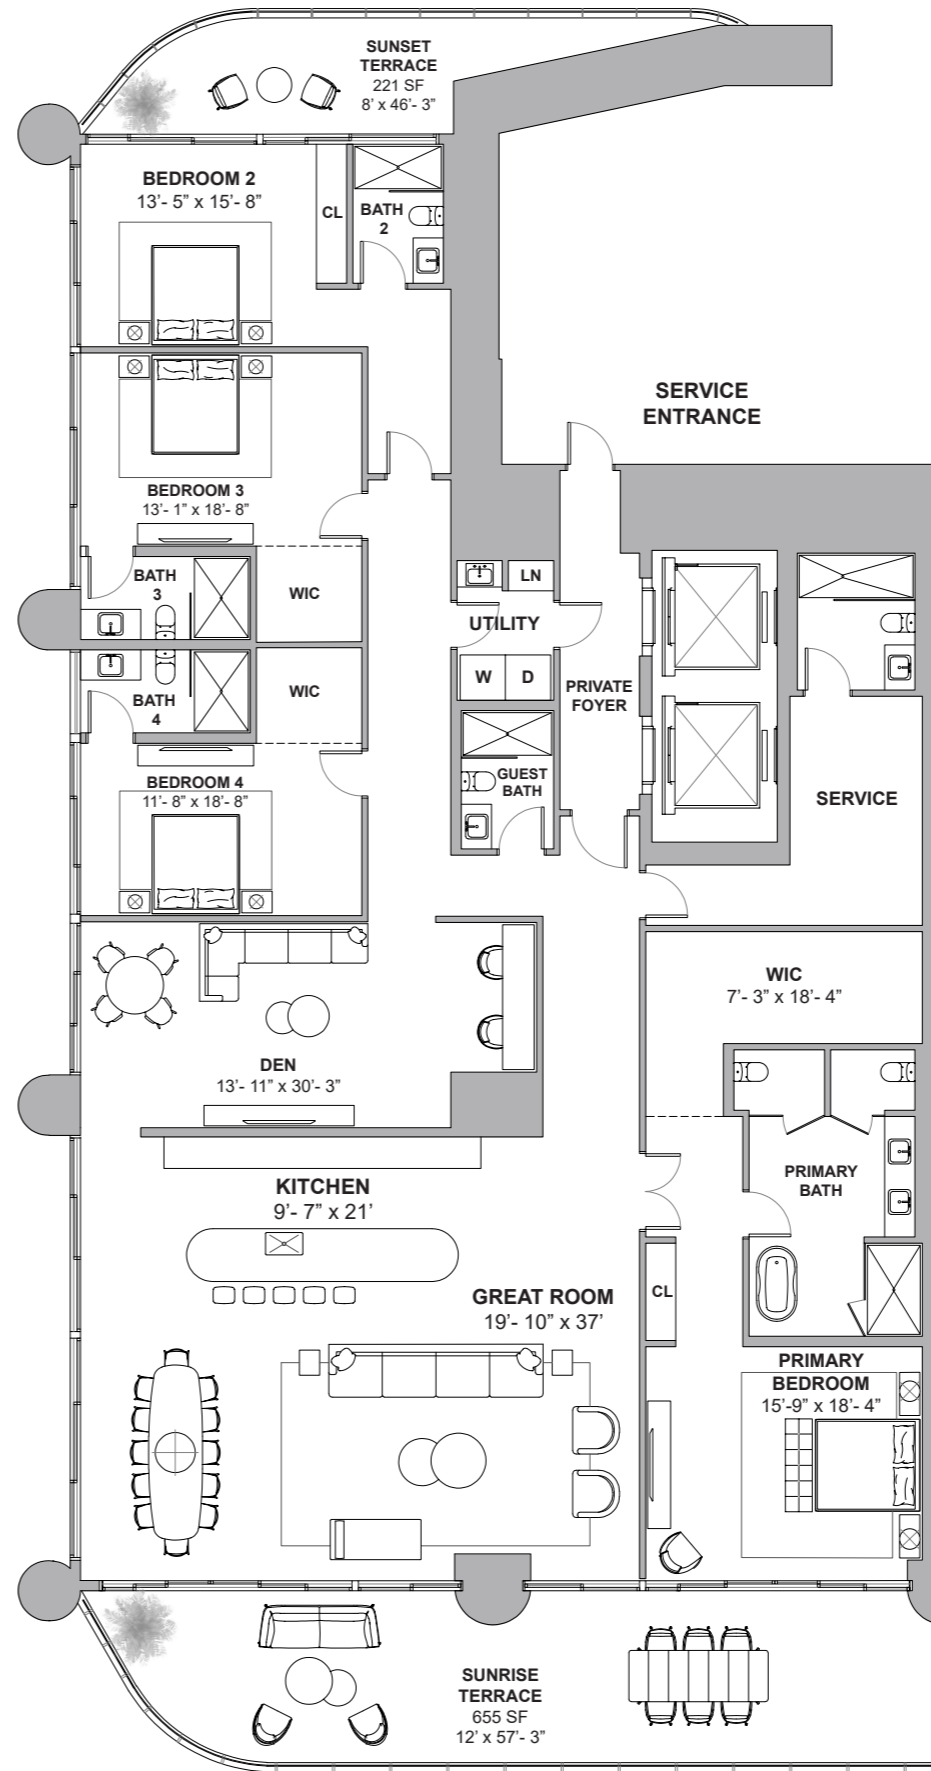 SUNSET
TERRACE
221 SF
8’ x 46’- 3”
BEDROOM 2
13’- 5” x 15’- 8”
CL
BATH
2
SERVICE
ENTRANCE
BEDROOM 3
13’- 1” x 18’- 8”
BATH
3
WIC
LN
UTILITY
W
D
PRIVATE
FOYER
WIC
BATH
4
BEDROOM 4
11’- 8” x 18’- 8”
GUEST
BATH
SERVICE
WIC
7’- 3” x 18’- 4”
DEN
13’- 11” x 30’- 3”
KITCHEN
9’- 7” x 21’
PRIMARY
BATH
GREAT ROOM
19’- 10” x 37’
CL
PRIMARY
BEDROOM
15’-9” x 18’- 4”
SUNRISE
TERRACE
655 SF
12’ x 57’- 3”